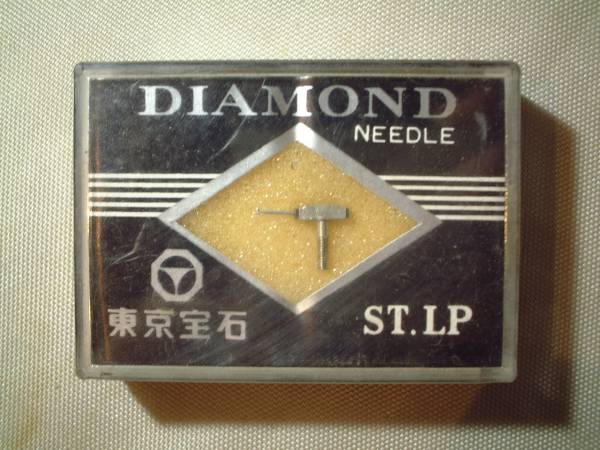 DIAMOND
NEEDLE
東京宝石
ST.LP